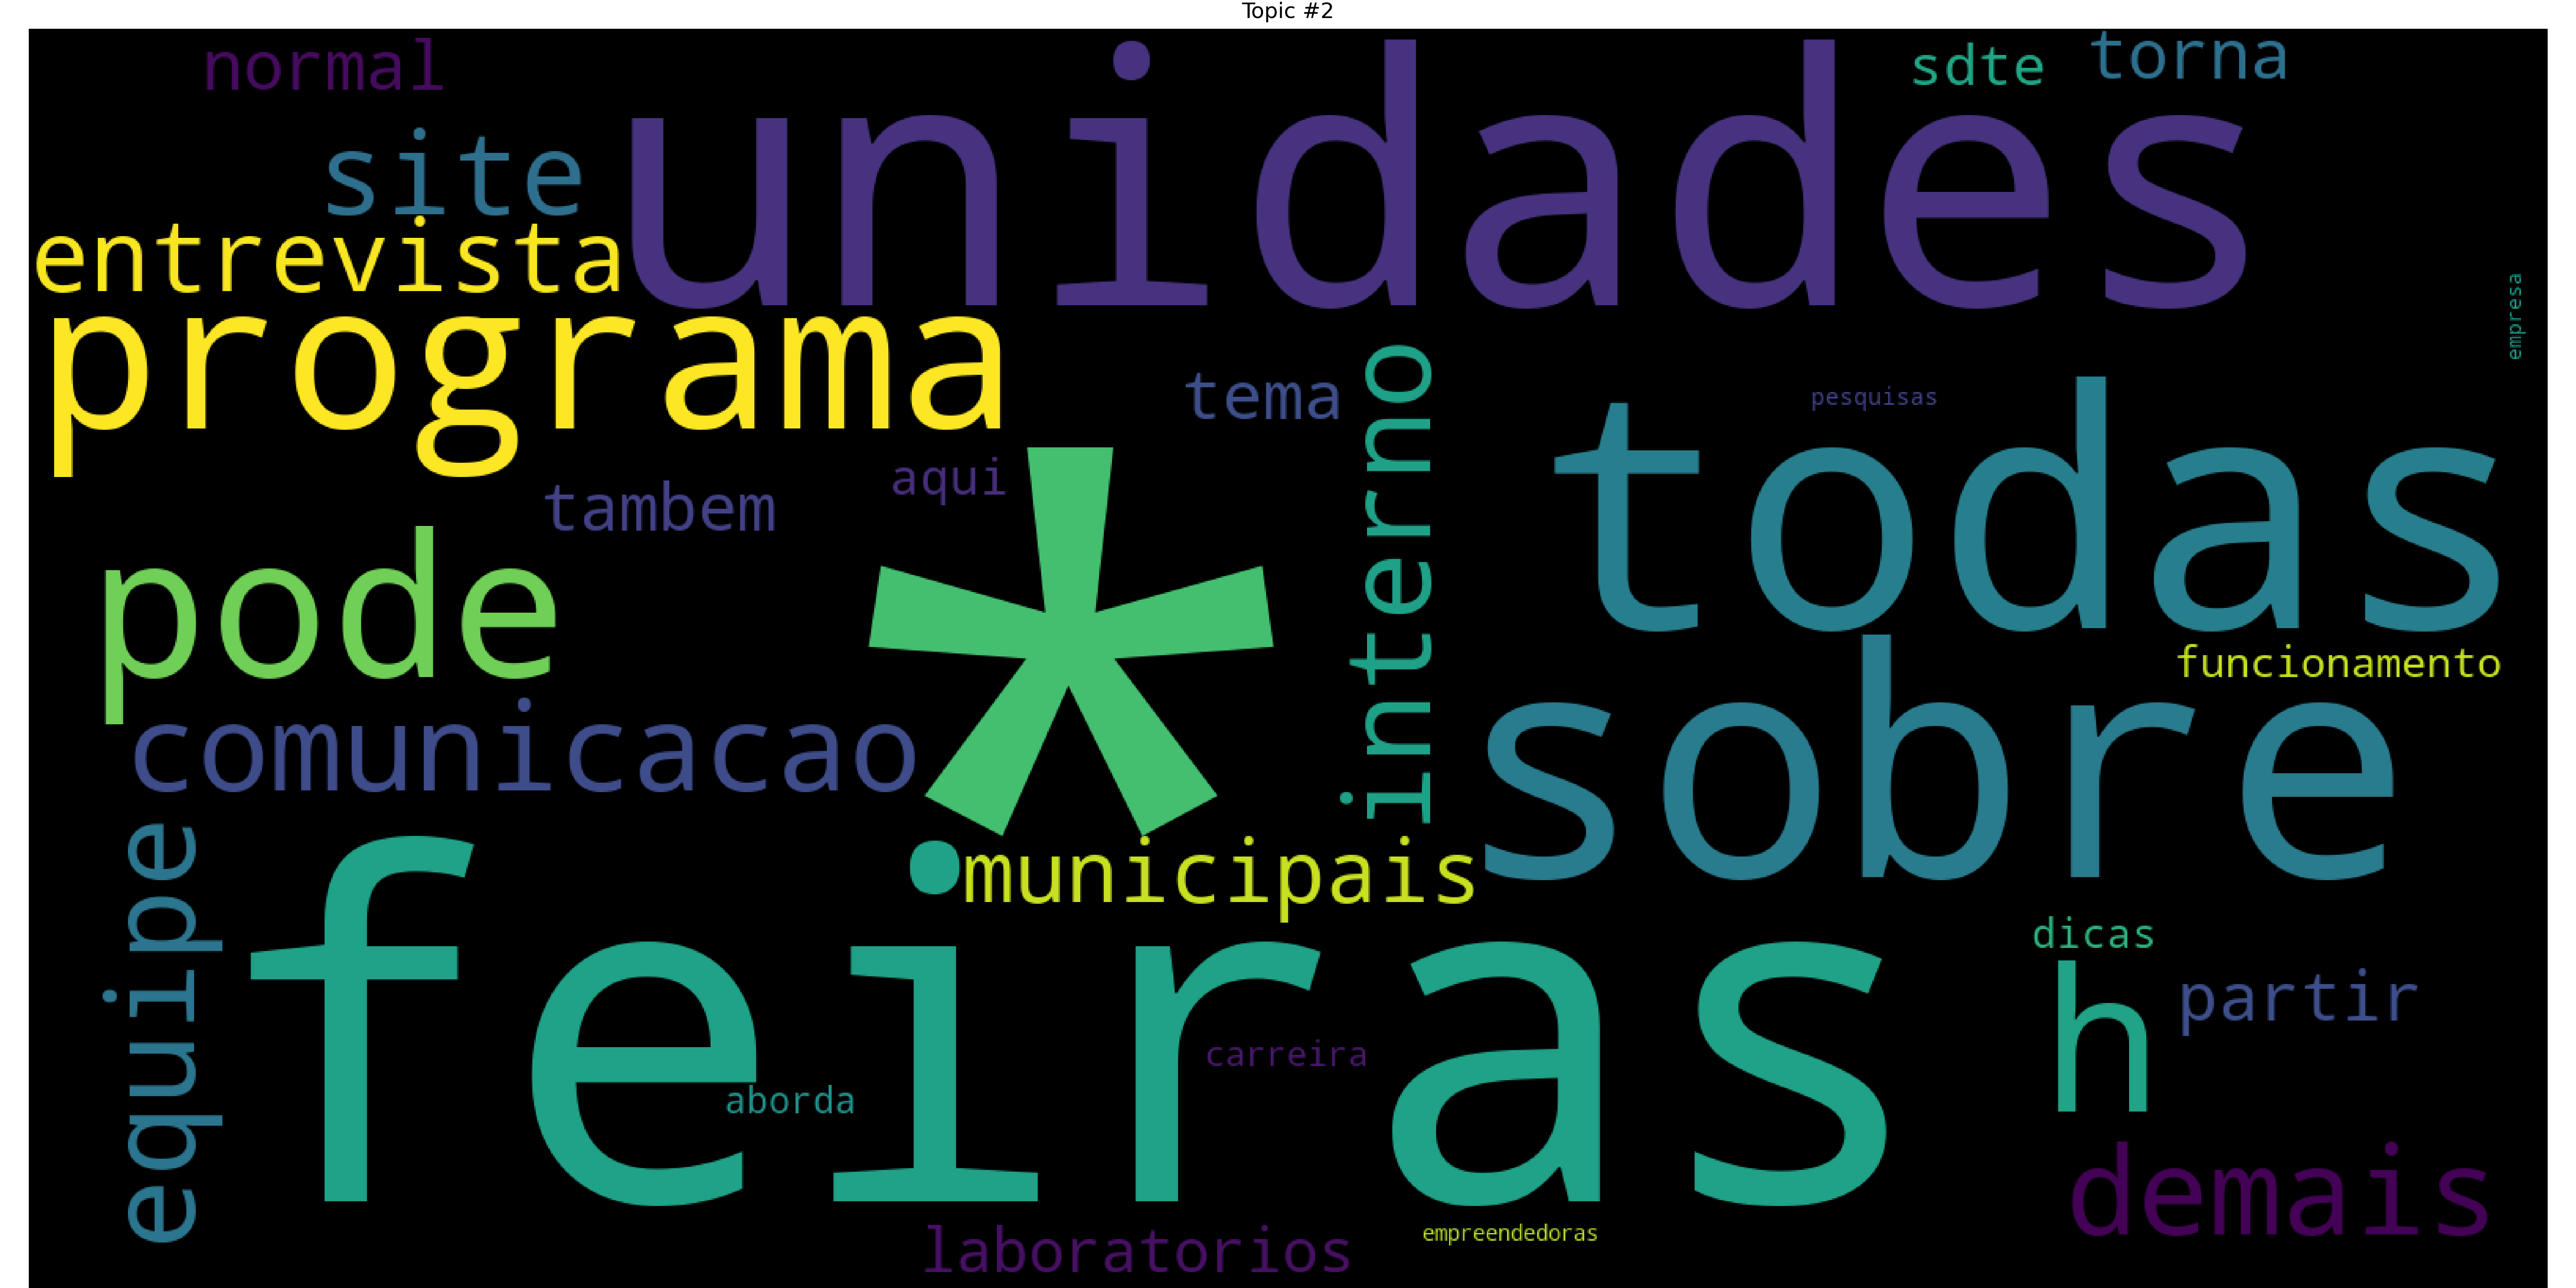 Topic #2
normal
unidades
sdte
torna
site
entrevista
programa
empresa
tema
interno
pesquisas
todas
aqui
tambem
*
pode
funcionamento
sobre
comunicacao
municipais
equipe
feiras
dicas
h
partir
carreira
aborda
demais
laboratorios
empreendedoras